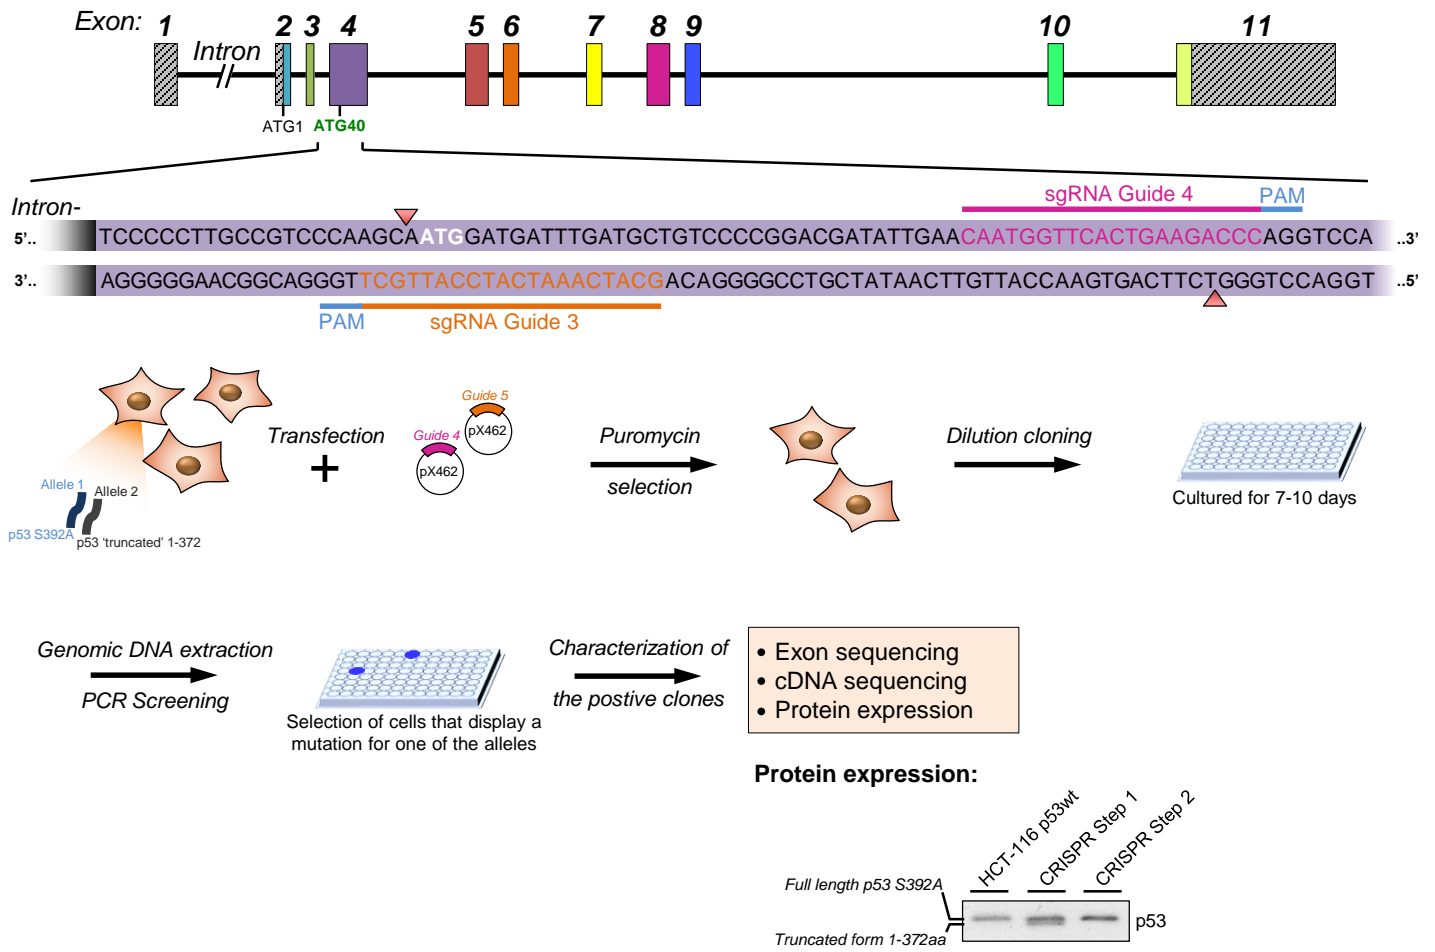 Exon: 1 2 3 4 5 6 7 8 9 10 11
Intron
ATG1 ATG40
sgRNA Guide 4 PAM
Intron-
5'.. TCCCCCTTGCCGTCCCAAGCAATGGATGATTTGATGCTGTCCCCGGACGATATTGAACAATGGTTCACTGAAGACCCAGGTCCA ..3'
3'.. AGGGGGAACGGCAGGGTTCGTTACCTACTAAACTACGACAGGGGCCTGCTATAACTTGTTACCAAGTGACTTCTGGGTCCAGGT ..5'
PAM sgRNA Guide 3
Transfection
+
Guide 5
pX462
Guide 4
pX462
Puromycin
selection
Dilution cloning
Cultured for 7-10 days
Allele 1
Allele 2
p53 S392A
p53 'truncated' 1-372
Genomic DNA extraction
PCR Screening
Selection of cells that display a
mutation for one of the alleles
Characterization of
the postive clones
• Exon sequencing
• cDNA sequencing
• Protein expression
Protein expression:
HCT-116 p53wt
CRISPR Step 1
CRISPR Step 2
Full length p53 S392A
p53
Truncated form 1-372aa